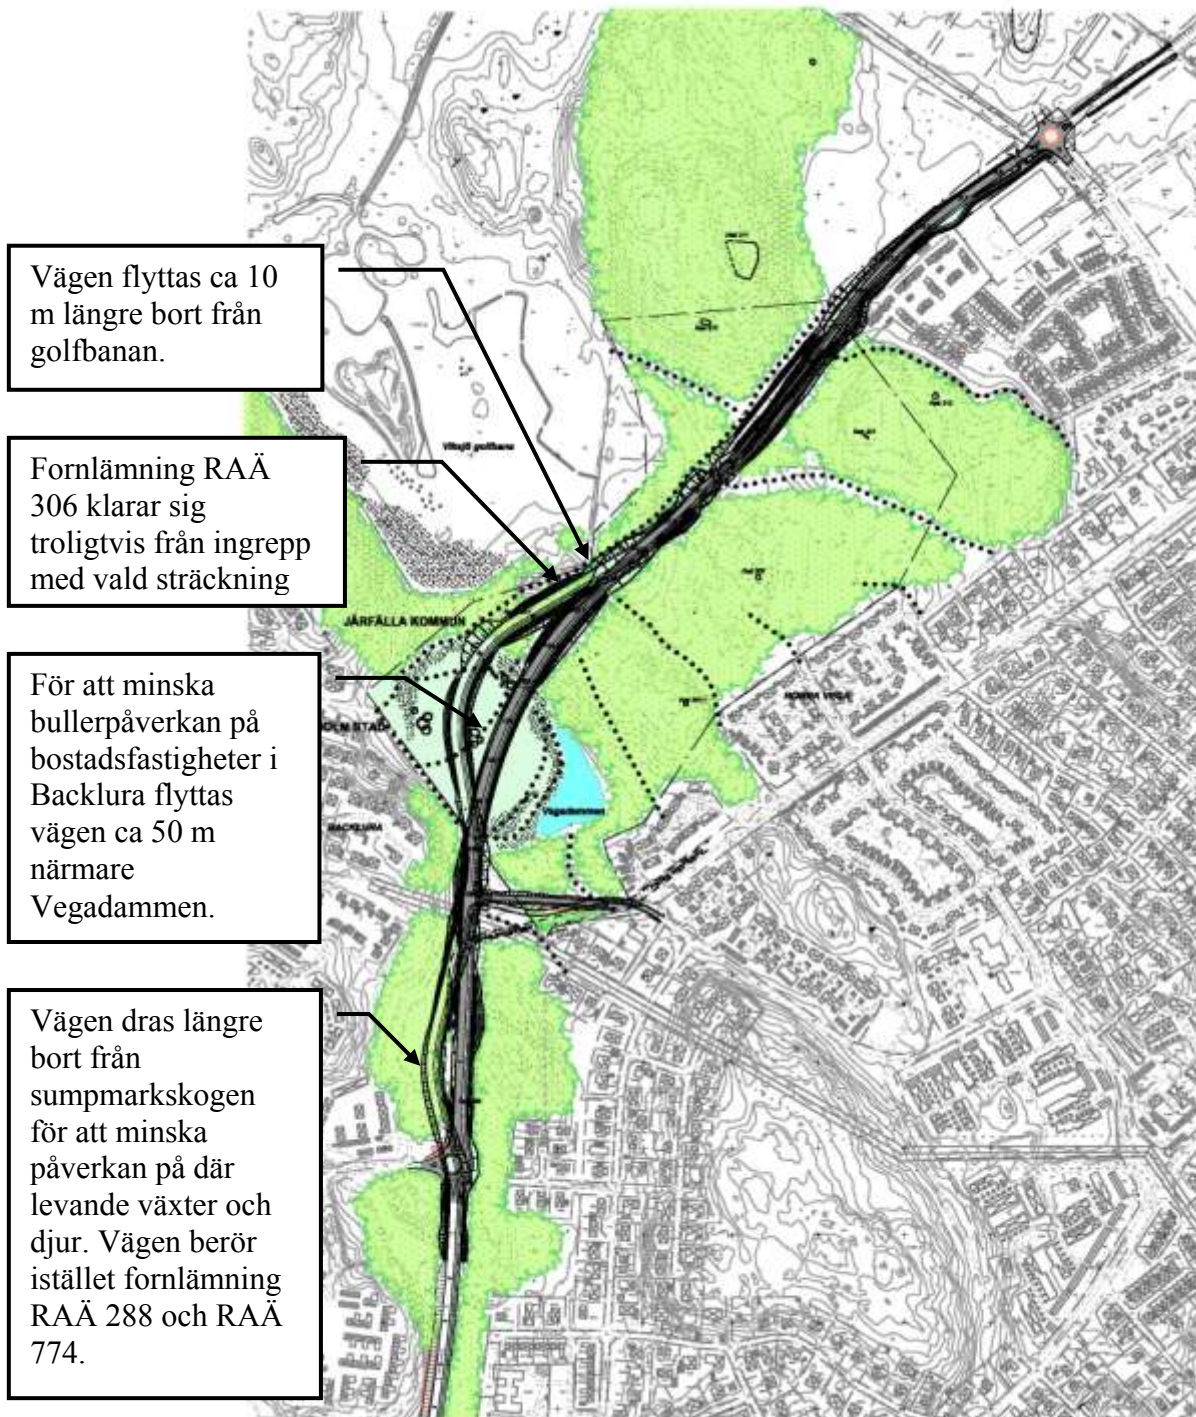 Vägen flyttas ca 10
m längre bort från
golfbanan.
Fornlämning RAÄ
306 klarar sig
troligtvis från ingrepp
med vald sträckning
För att minska
bullerpåverkan på
bostadsfastigheter i
Backlura flyttas
vägen ca 50 m
närmare
Vegadammen.
Vägen dras längre
bort från
sumpmarkskogen
för att minska
påverkan på där
levande växter och
djur. Vägen berör
istället fornlämning
RAÄ 288 och RAÄ
774.
Viksjö golfbana
JÄRFÄLLA KOMMUN
BACKLURA
Vegadammen